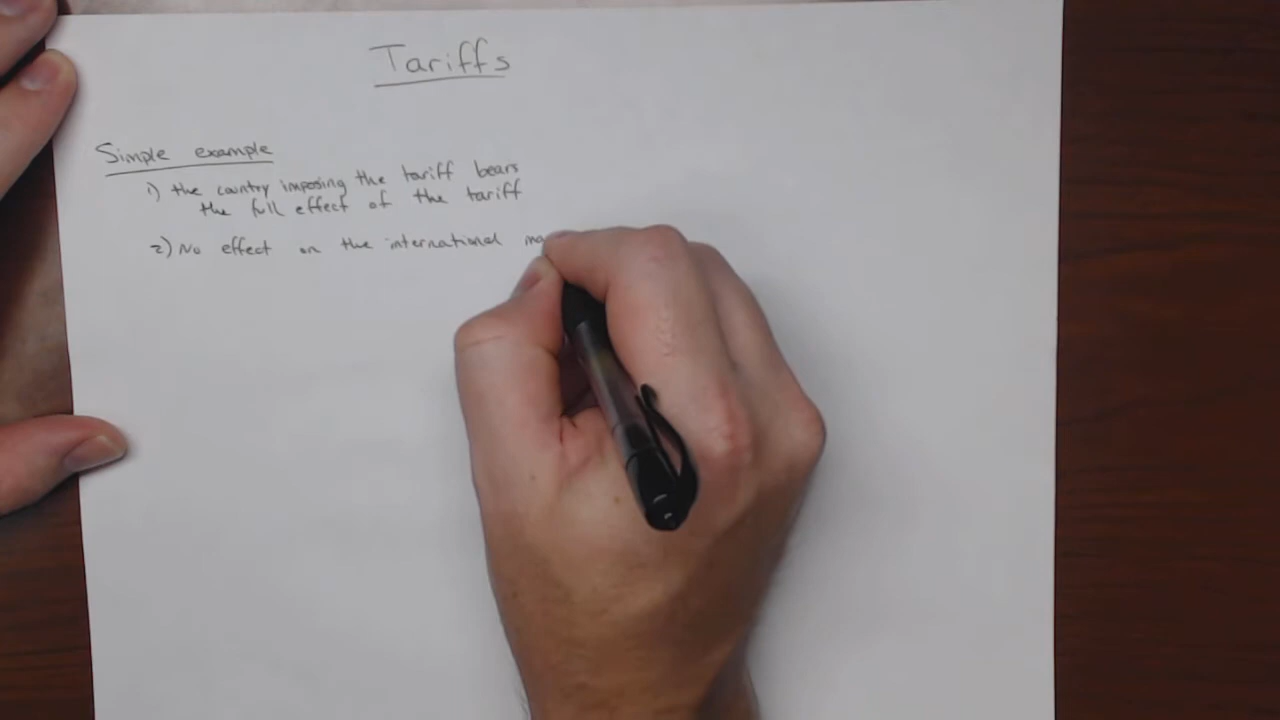 Tariffs
Simple example
1) the country imposing the tariff bears
the full effect of the tariff
2) No effect on the international ma